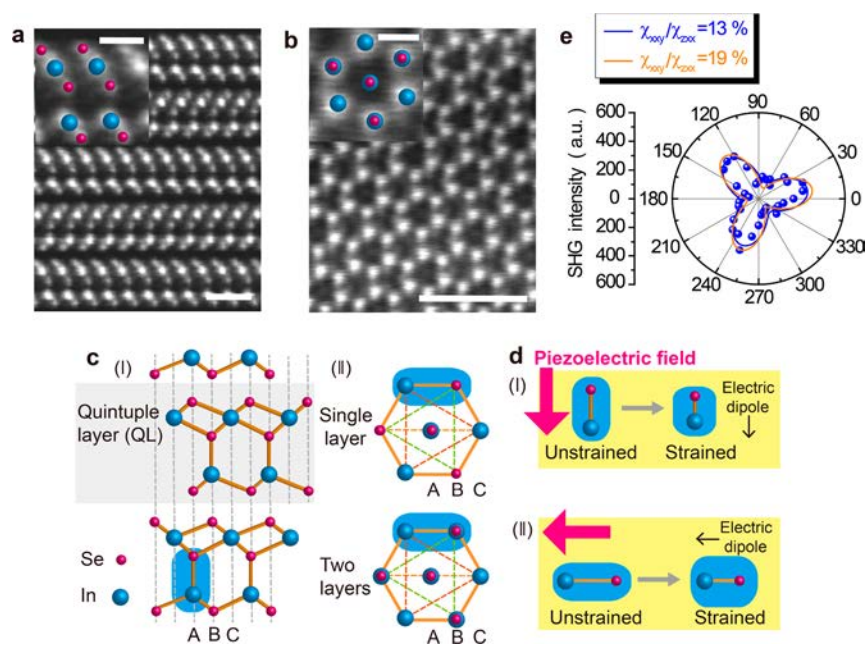 a
b
e
χxxy/χzxx=13 %
χxxy/χzxx=19 %
SHG intensity ( a.u. )
600
400
200
0
200
400
600
90
60
30
0
330
300
270
240
210
180
150
120
c
(I)
Quintuple
layer (QL)
Se
In
A B C
(II)
Single
layer
A B C
Two
layers
A B C
d
Piezoelectric field
(I)
Electric
dipole
Unstrained
Strained
(II)
Electric
dipole
Unstrained
Strained